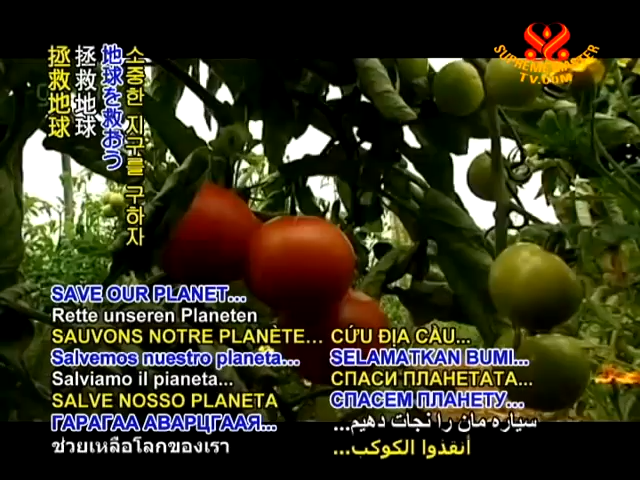 SUPREME MASTER
TV.COM
拯救地球
拯救地球
地球を救おう
소중한 지구를 구하자
SAVE OUR PLANET...
Rette unseren Planeten
SAUVONS NOTRE PLANÈTE...
Salvemos nuestro planeta...
Salviamo il pianeta...
SALVE NOSSO PLANETA
ГАРАГАА АВАРЦГААЯ...
ช่วยเหลือโลกของเรา
CỨU ĐỊA CẦU...
SELAMATKAN BUMI...
СПАСИ ПЛАНЕТАТА...
СПАСЕМ ПЛАНЕТУ...
سیاره مان را نجات دهیم...
أنقذوا الكوكب...